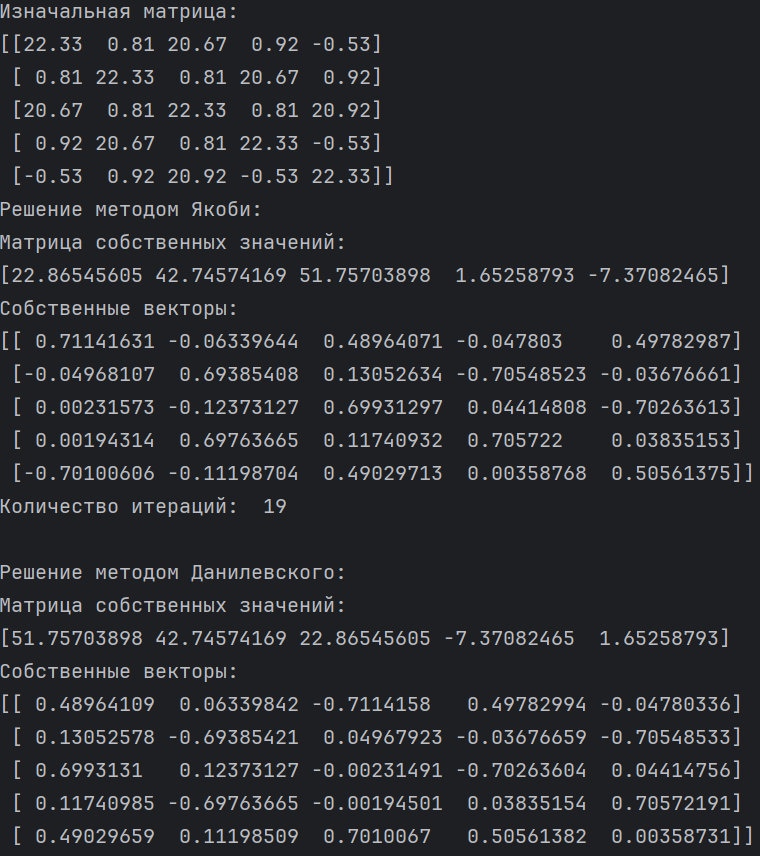 Изначальная матрица:
[[22.33  0.81 20.67  0.92 -0.53]
 [ 0.81 22.33  0.81 20.67  0.92]
 [20.67  0.81 22.33  0.81 20.92]
 [ 0.92 20.67  0.81 22.33 -0.53]
 [-0.53  0.92 20.92 -0.53 22.33]]
Решение методом Якоби:
Матрица собственных значений:
[22.86545605 42.74574169 51.75703898  1.65258793 -7.37082465]
Собственные векторы:
[[ 0.71141631 -0.06339644  0.48964071 -0.047803    0.49782987]
 [-0.04968107  0.69385408  0.13052634 -0.70548523 -0.03676661]
 [ 0.00231573 -0.12373127  0.69931297  0.04414808 -0.70263613]
 [ 0.00194314  0.69763665  0.11740932  0.705722    0.03835153]
 [-0.70100606 -0.11198704  0.49029713  0.00358768  0.50561375]]
Количество итераций:  19
Решение методом Данилевского:
Матрица собственных значений:
[51.75703898 42.74574169 22.86545605 -7.37082465  1.65258793]
Собственные векторы:
[[ 0.48964109  0.06339842 -0.7114158   0.49782994 -0.04780336]
 [ 0.13052578 -0.69385421  0.04967923 -0.03676659 -0.70548533]
 [ 0.6993131   0.12373127 -0.00231491 -0.70263604  0.04414756]
 [ 0.11740985 -0.69763665 -0.00194501  0.03835154  0.70572191]
 [ 0.49029659  0.11198509  0.7010067   0.50561382  0.00358731]]